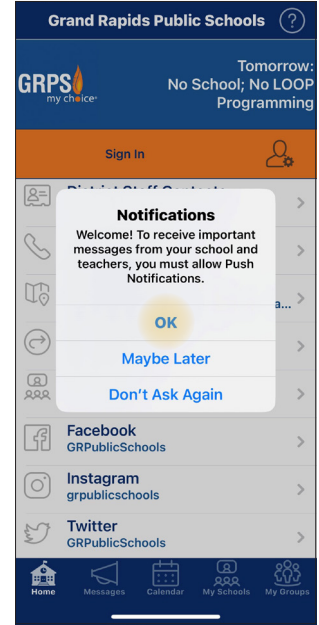 Grand Rapids Public Schools ?
Tomorrow:
GRPS
my choice
No School; No LOOP
Programming
Sign In
Notifications
Welcome! To receive important
messages from your school and
teachers, you must allow Push
Notifications.
a...
OK
Maybe Later
Don't Ask Again
Facebook
GRPublicSchools
Instagram
grpublicschools
Twitter
GRPublicSchools
Home Messages Calendar My Schools My Groups